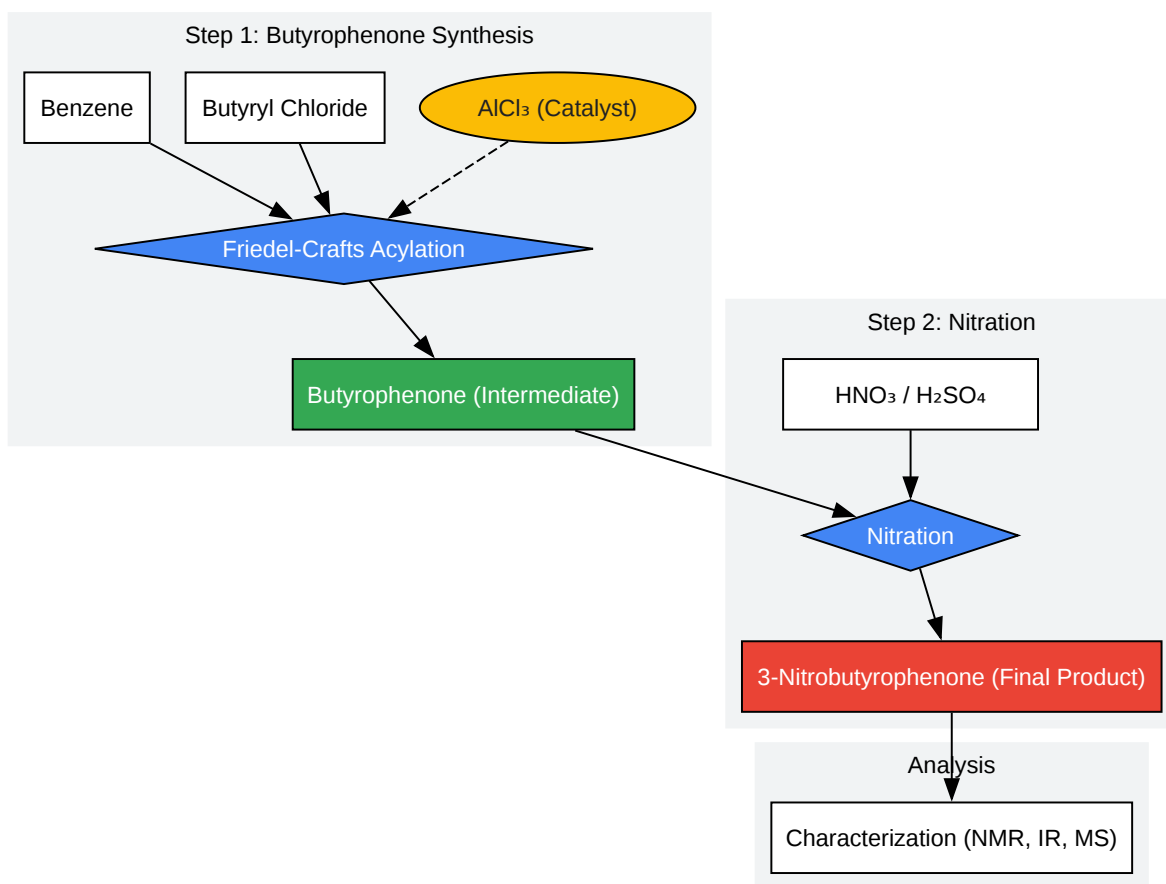 Step 1: Butyrophenone Synthesis
Benzene
Butyryl Chloride
AlCl₃ (Catalyst)
Friedel-Crafts Acylation
Butyrophenone (Intermediate)
Step 2: Nitration
HNO₃ / H₂SO₄
Nitration
3-Nitrobutyrophenone (Final Product)
Analysis
Characterization (NMR, IR, MS)